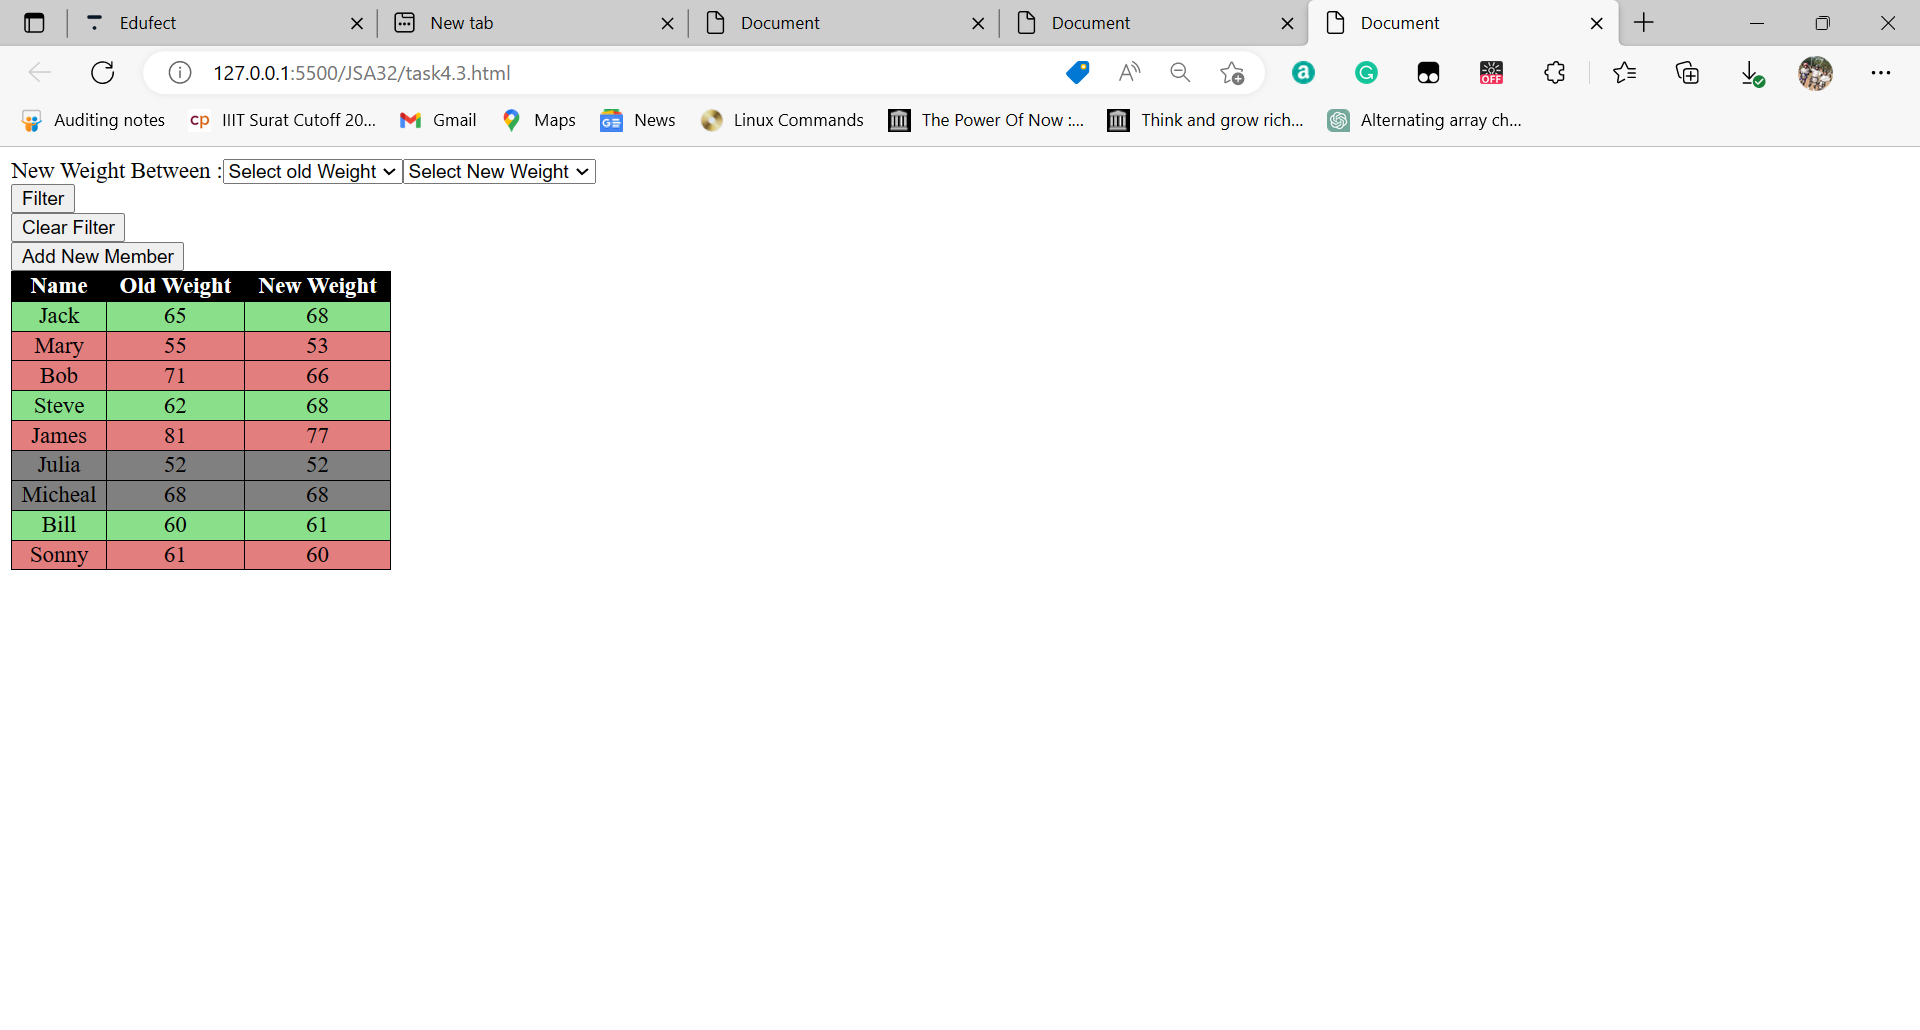 Edufect New tab Document Document Document
127.0.0.1:5500/JSA32/task4.3.html A a G OFF
Auditing notes cp IIIT Surat Cutoff 20... Gmail Maps GE News Linux Commands The Power Of Now :... Think and grow rich... Alternating array ch...
New Weight Between : Select old Weight Select New Weight
Filter
Clear Filter
Add New Member
Name Old Weight New Weight
Jack 65 68
Mary 55 53
Bob 71 66
Steve 62 68
James 81 77
Julia 52 52
Micheal 68 68
Bill 60 61
Sonny 61 60